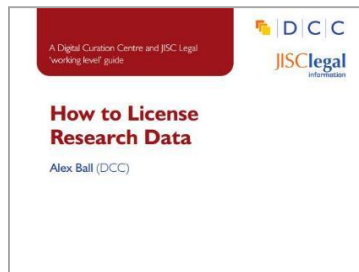 A Digital Curation Centre and JISC Legal
'working level' guide
D C C
JISClegal
information
How to License
Research Data
Alex Ball (DCC)